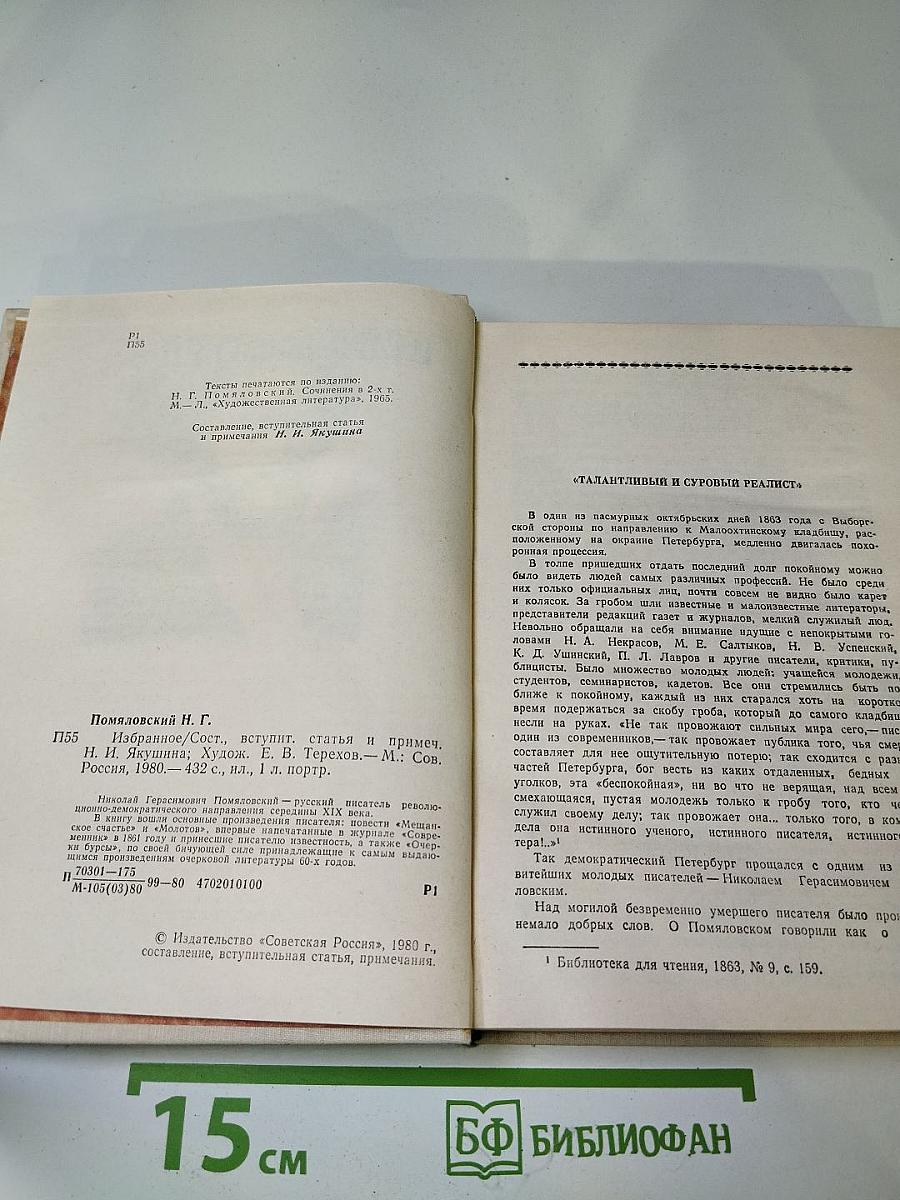 Р1
П55
Тексты печатаются по изданию:
Н. Г. Помяловский. Сочинения в 2-х т.
М.— Л., «Художественная литература», 1965.
Составление, вступительная статья
и примечания Н. И. Якушина
Помяловский Н. Г.
П55 Избранное/Сост., вступит. статья и примеч.
Н. И. Якушина; Худож. Е. В. Терехов.— М.: Сов.
Россия, 1980.— 432 с., ил., 1 л. портр.
Николай Герасимович Помяловский — русский писатель револю-
ционно-демократического направления середины XIX века.
В книгу вошли основные произведения писателя: повести «Мещан-
ское счастье» и «Молотов», впервые напечатанные в журнале «Совре-
менник» в 1861 году и принесшие писателю известность, а также «Очер-
ки бурсы», по своей бичующей силе принадлежащие к самым выдаю-
щимся произведениям очерковой литературы 60-х годов.
П 70301—175
М-105(03)80 99—80 4702010100 Р1
© Издательство «Советская Россия», 1980 г.,
составление, вступительная статья, примечания.
«ТАЛАНТЛИВЫЙ И СУРОВЫЙ РЕАЛИСТ»
В один из пасмурных октябрьских дней 1863 года с Выборг-
ской стороны по направлению к Малоохтинскому кладбищу, рас-
положенному на окраине Петербурга, медленно двигалась похо-
ронная процессия.
В толпе пришедших отдать последний долг покойному можно
было видеть людей самых различных профессий. Не было среди
них только официальных лиц, почти совсем не видно было карет
и колясок. За гробом шли известные и малоизвестные литераторы,
представители редакций газет и журналов, мелкий служилый люд.
Невольно обращали на себя внимание идущие с непокрытыми го-
ловами Н. А. Некрасов, М. Е. Салтыков, Н. В. Успенский,
К. Д. Ушинский, П. Л. Лавров и другие писатели, критики, пу-
блицисты. Было множество молодых людей: учащейся молодежи,
студентов, семинаристов, кадетов. Все они стремились быть по
ближе к покойному, каждый из них старался хоть на коротко
время подержаться за скобу гроба, который до самого кладбищ
несли на руках. «Не так провожают сильных мира сего,— пис
один из современников,— так провожает публика того, чья смер
составляет для нее ощутительную потерю; так сходится с раз
частей Петербурга, бог весть из каких отдаленных, бедных
уголков, эта «беспокойная», ни во что не верящая, над всем
смехающаяся, пустая молодежь только к гробу того, кто че
служил своему делу; так провожает она... только того, в ком
дела она истинного ученого, истинного писателя, истинног
тера!..»¹
Так демократический Петербург прощался с одним из
витейших молодых писателей — Николаем Герасимовичем
ловским.
Над могилой безвременно умершего писателя было прои
немало добрых слов. О Помяловском говорили как о
¹ Библиотека для чтения, 1863, № 9, с. 159.
15 см
БФ БИБЛИОФАН